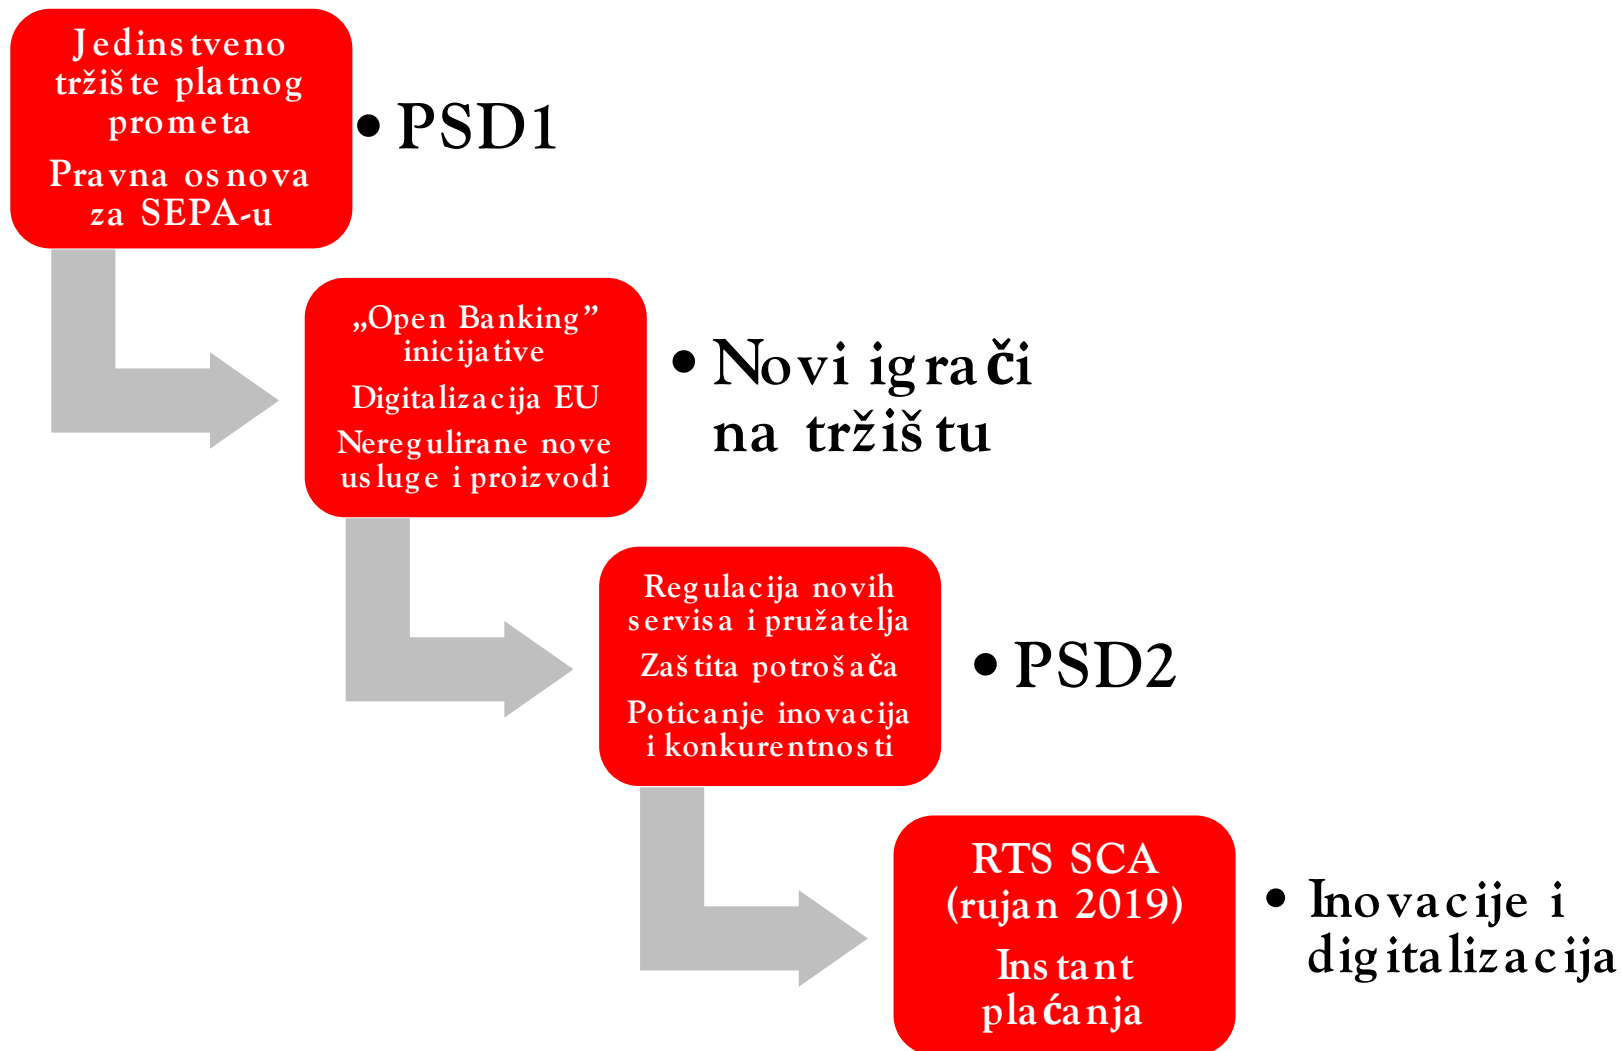 Jedinstveno
tržište platnog
prometa
Pravna osnova
za SEPA-u
• PSD1
„Open Banking”
inicijative
Digitalizacija EU
Neregulirane nove
usluge i proizvodi
• Novi igrači
na tržištu
Regulacija novih
servisa i pružatelja
Zaštita potrošača
Poticanje inovacija
i konkurentnosti
• PSD2
RTS SCA
(rujan 2019)
Instant
plaćanja
• Inovacije i
digitalizacija